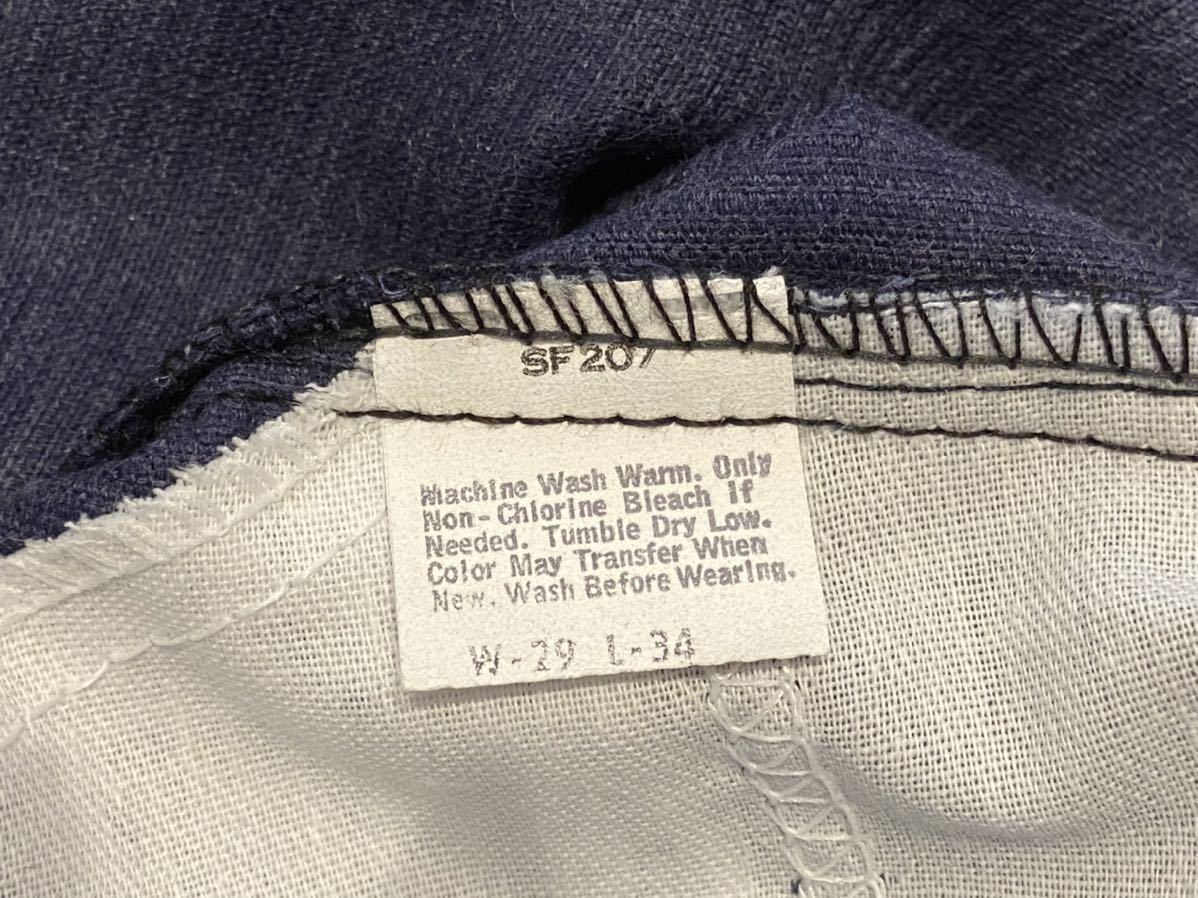 SF207
Machine Wash Warm. Only
Non-Chlorine Bleach If
Needed. Tumble Dry Low.
Color May Transfer When
New. Wash Before Wearing.
W-29 L-34